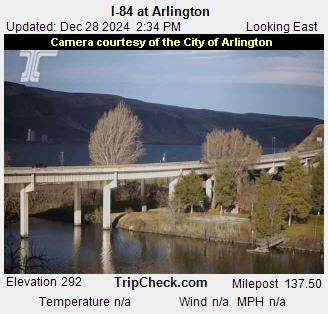 I-84 at Arlington
Updated: Dec 28 2024 2:34 PM Looking East
Camera courtesy of the City of Arlington
Elevation 292 TripCheck.com Milepost 137.50
Temperature n/a Wind n/a MPH n/a